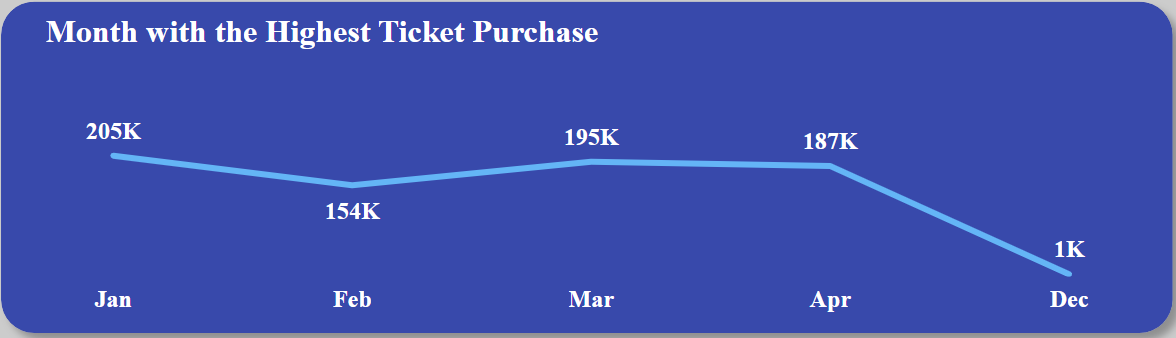 Month with the Highest Ticket Purchase
205K
154K
195K
187K
1K
Jan Feb Mar Apr Dec